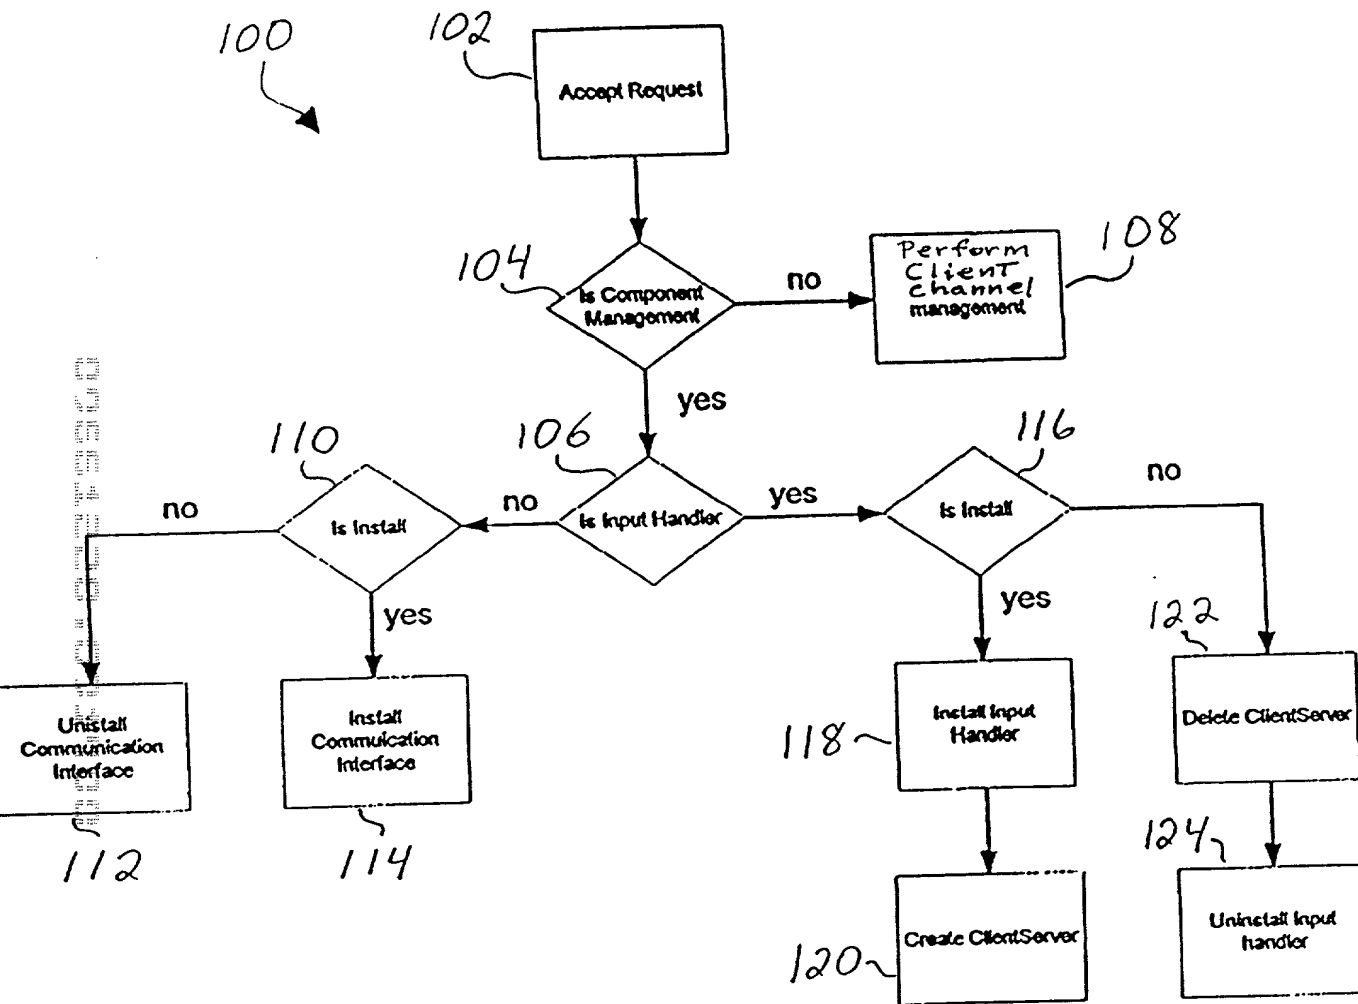 100
102
Accept Request
104
Is Component
Management
no
Perform
Client
channel
management
108
yes
110
106
116
no
Is Install
no
Is Input Handler
yes
Is Install
no
yes
yes
122
Unistall
Communication
Interface
Install
Commuication
Interface
118
Install Input
Handler
Delete ClientServer
112
114
124
120
Create ClientServer
Uninstall Input
handler